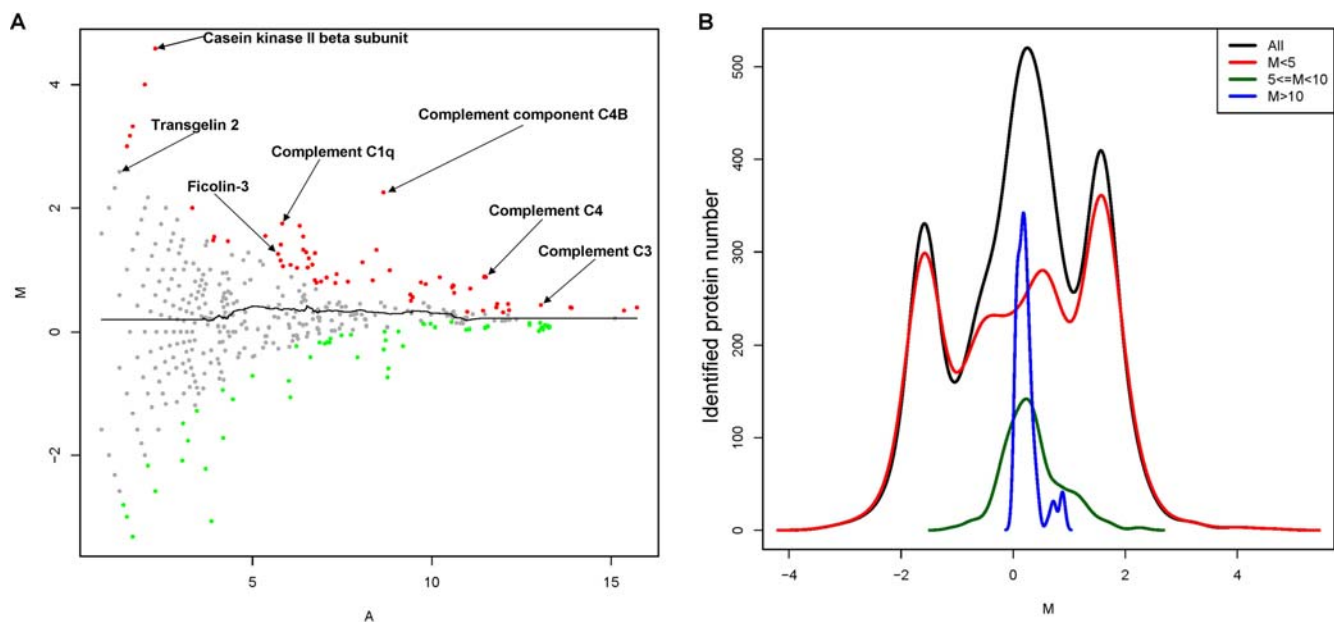 A
Casein kinase II beta subunit
Transgelin 2
Complement component C4B
Complement C1q
Ficolin-3
Complement C4
Complement C3
4
2
0
−2
M
5
10
15
A
B
All
M<5
5<=M<10
M>10
500
400
300
200
100
0
Identified protein number
−4
−2
0
2
4
M